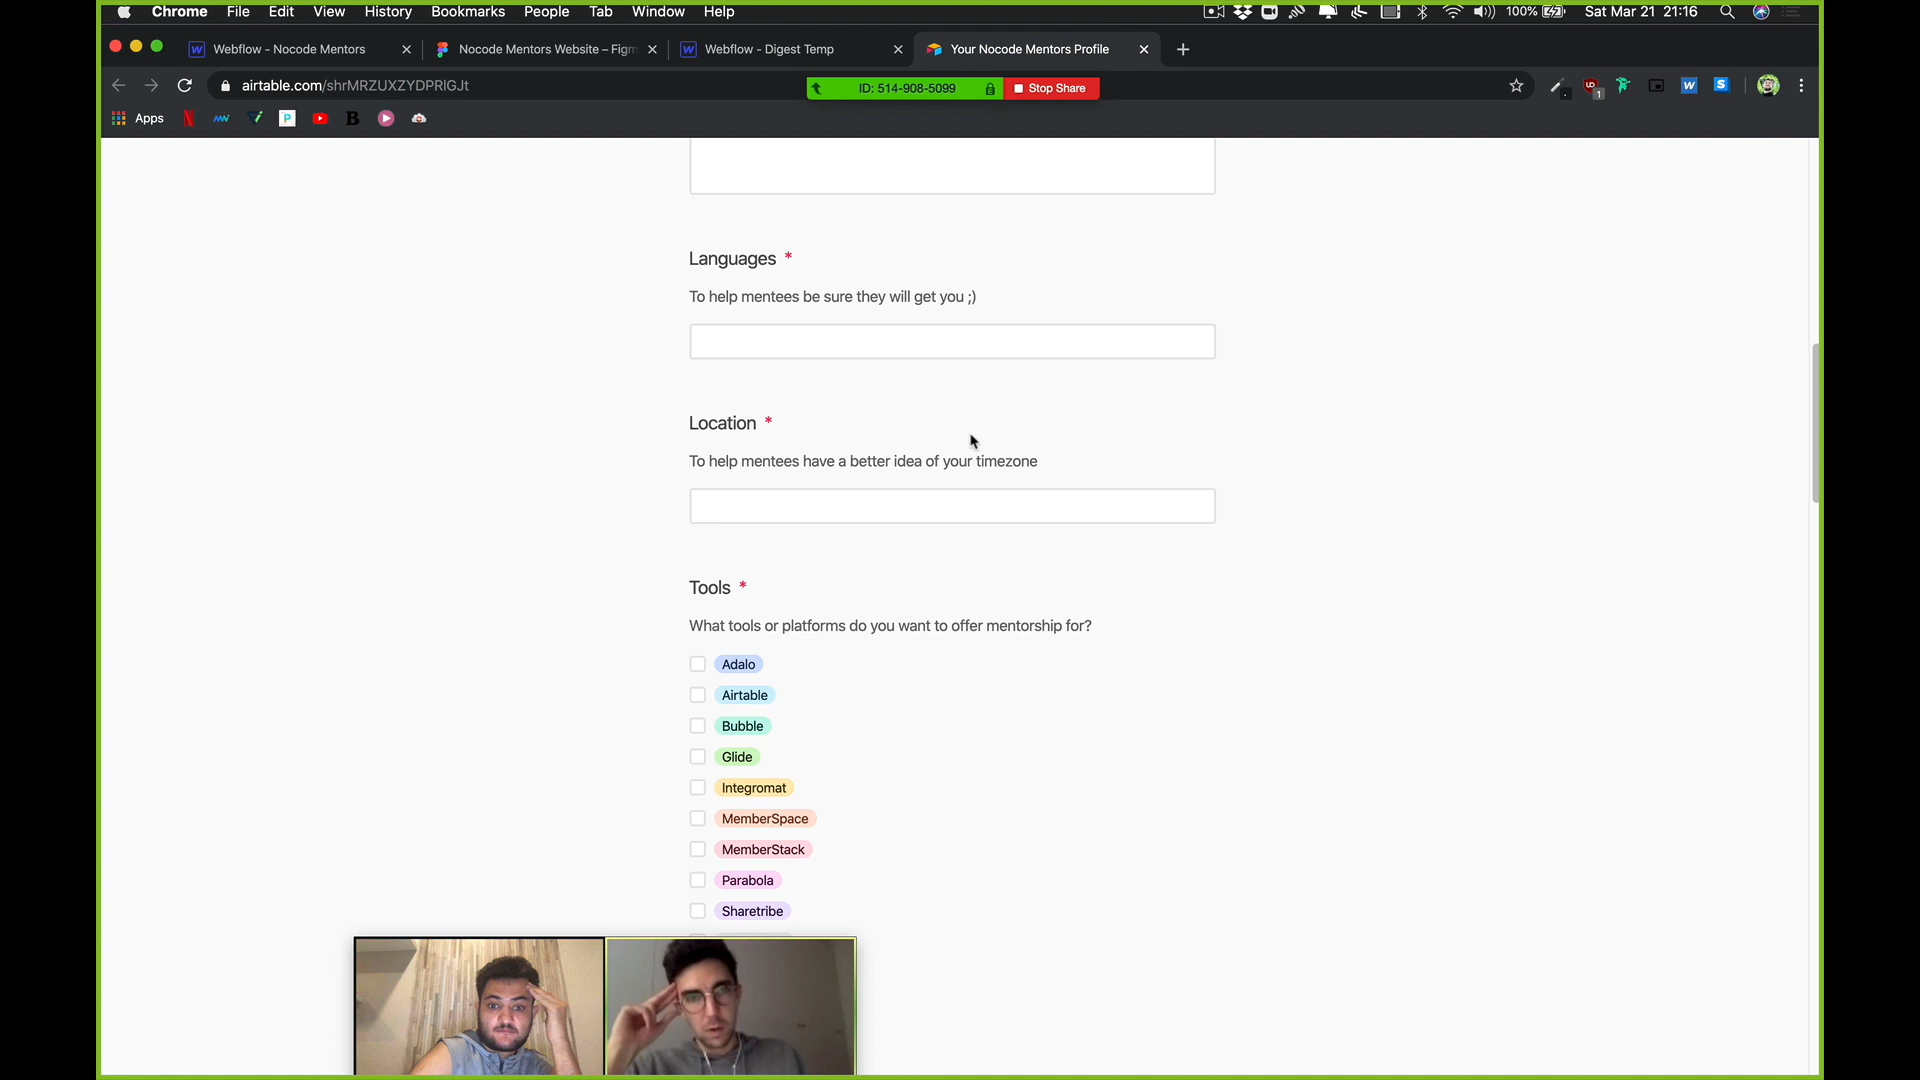 Chrome File Edit View History Bookmarks People Tab Window Help 100% Sat Mar 21 21:16
Webflow - Nocode Mentors Nocode Mentors Website – Figm Webflow - Digest Temp Your Nocode Mentors Profile
airtable.com/shrMRZUXZYDPRlGJt ID: 514-908-5099 Stop Share
Apps
Languages *
To help mentees be sure they will get you ;)
Location *
To help mentees have a better idea of your timezone
Tools *
What tools or platforms do you want to offer mentorship for?
Adalo
Airtable
Bubble
Glide
Integromat
MemberSpace
MemberStack
Parabola
Sharetribe